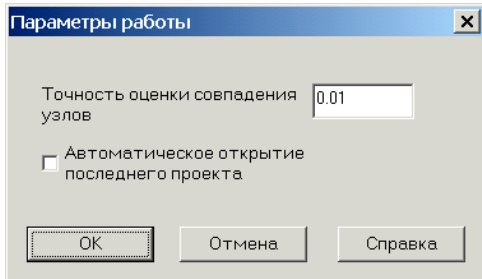 Параметры работы
Точность оценки совпадения
узлов
0.01
Автоматическое открытие
последнего проекта
OK
Отмена
Справка